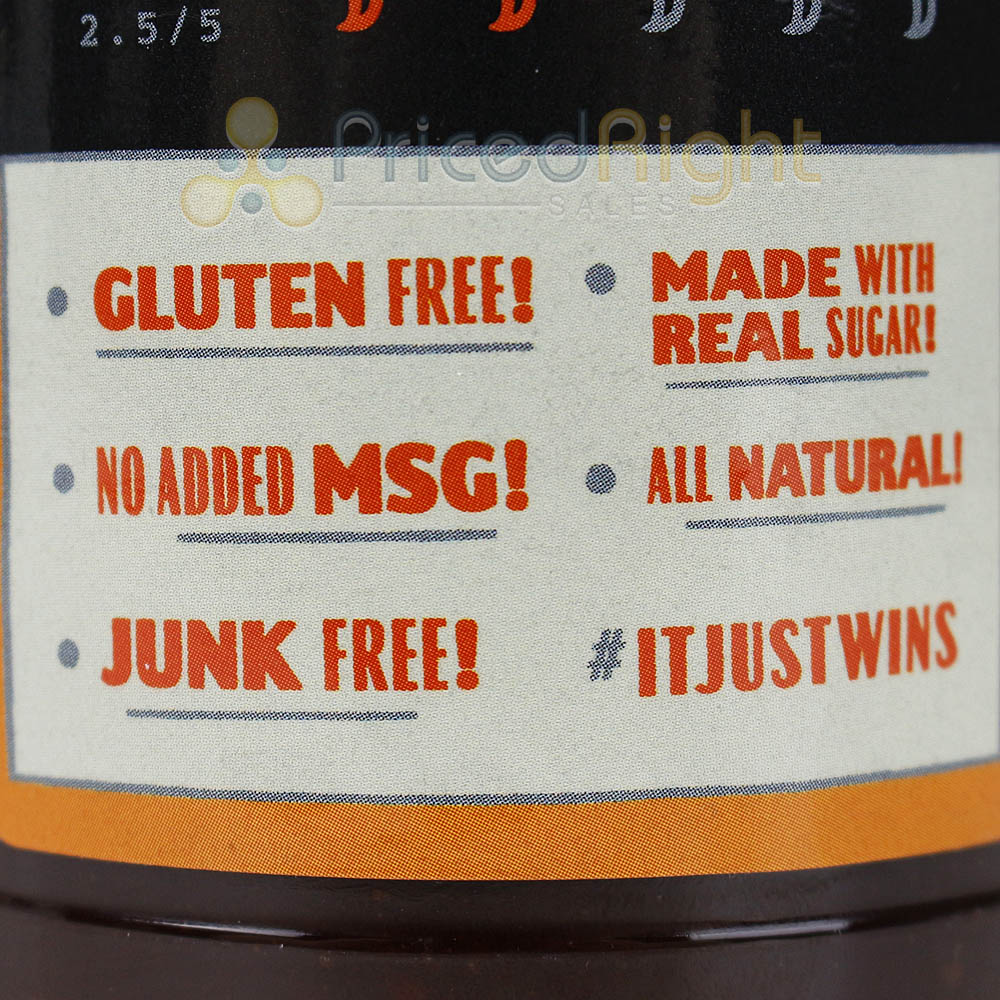 2.5/5
PricedRight
SALES
GLUTEN FREE!
MADE WITH
REAL SUGAR!
NO ADDED MSG!
ALL NATURAL!
JUNK FREE!
#ITJUSTWINS